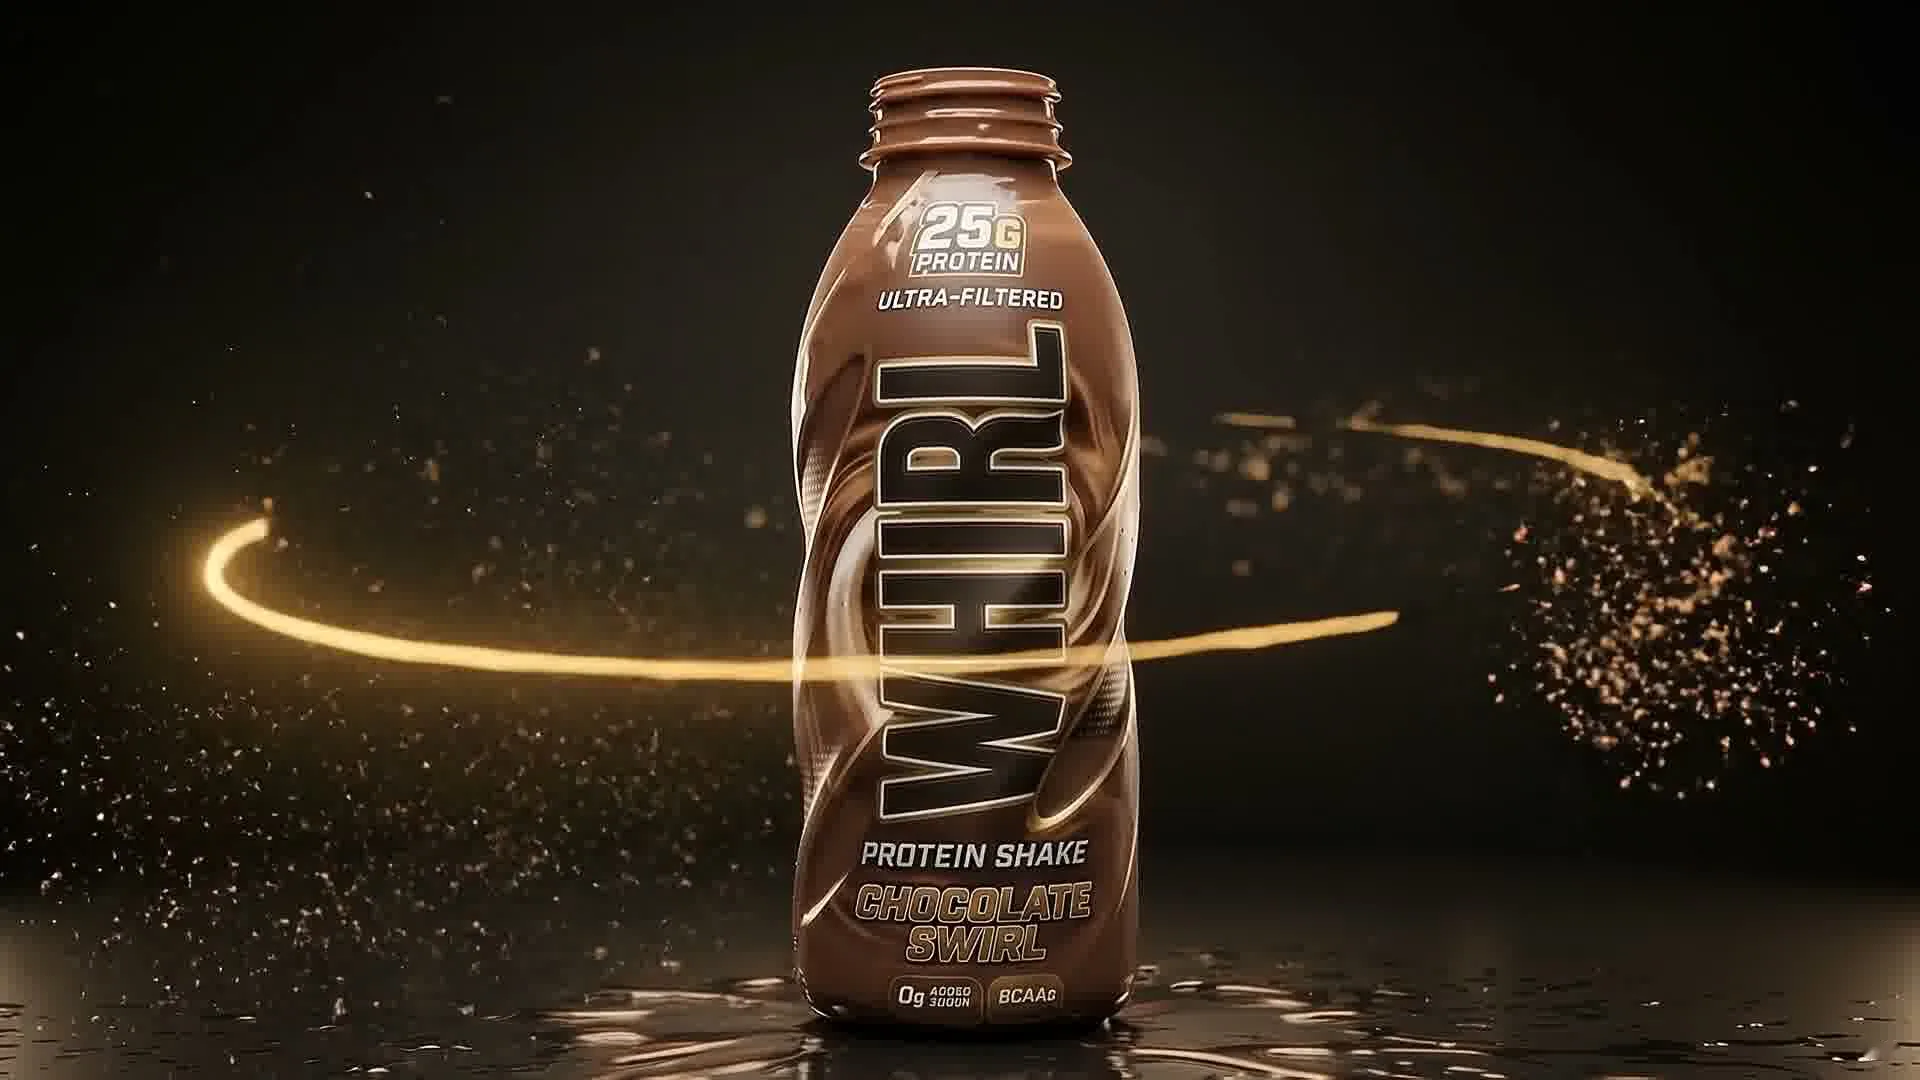 25G
PROTEIN
ULTRA-FILTERED
WHIRL
PROTEIN SHAKE
CHOCOLATE
SWIRL
0g
BCAAs